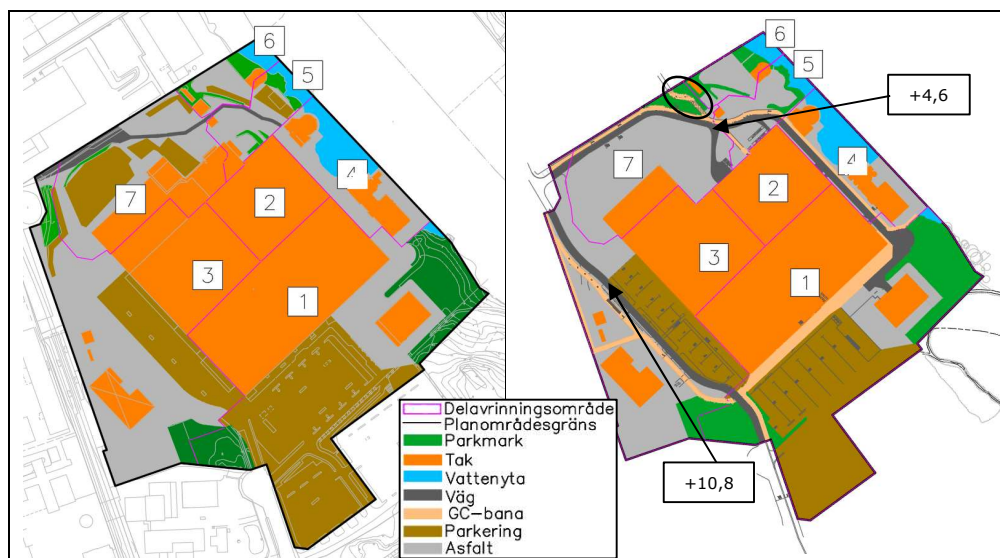 6
5
4
7
2
3
1
6
5
+4,6
4
7
2
3
1
+10,8
Delavrinningsområde
Planområdesgräns
Parkmark
Tak
Vattenyta
Väg
GC-bana
Parkering
Asfalt